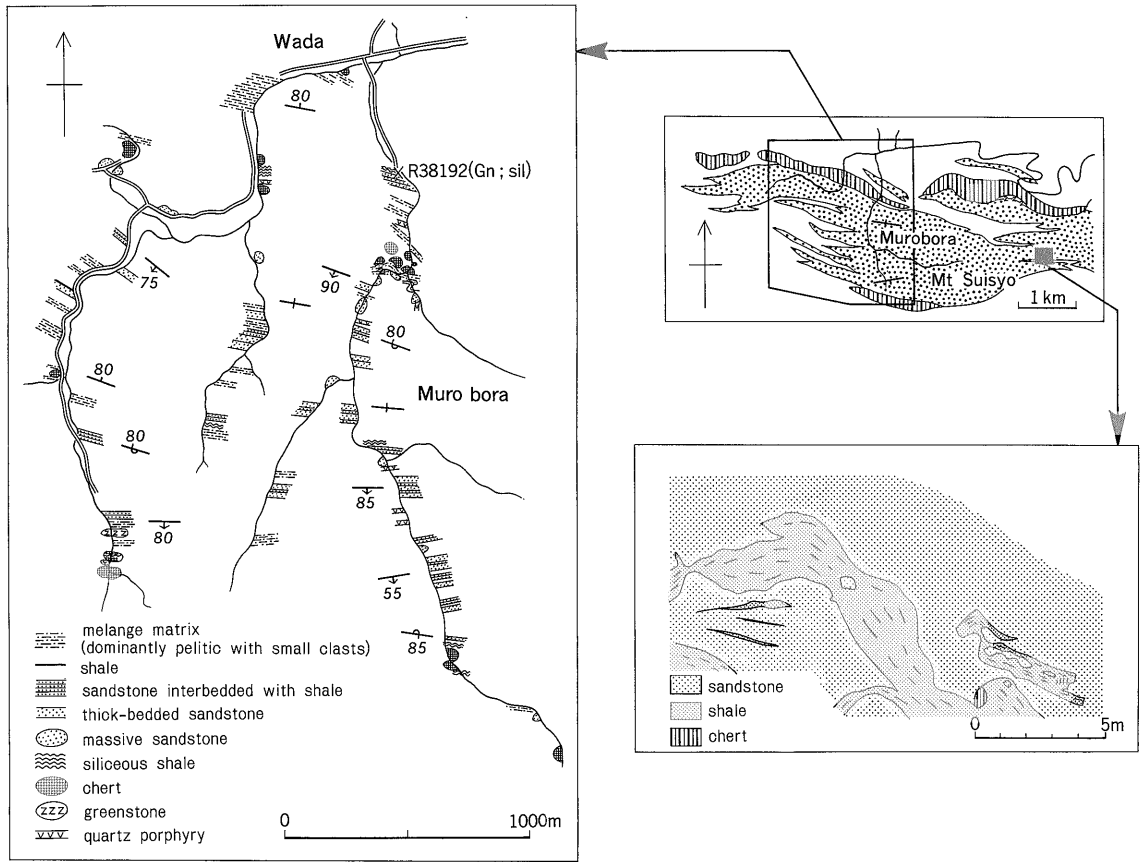 Wada
80
R38192(Gn ; sil)
75
90
80
80
Muro bora
80
85
80
55
85
melange matrix
(dominantly pelitic with small clasts)
shale
sandstone interbedded with shale
thick-bedded sandstone
massive sandstone
siliceous shale
chert
zzz greenstone
quartz porphyry
0 1000m
Murobora
Mt Suisyo
1 km
sandstone
shale
chert
0 5m